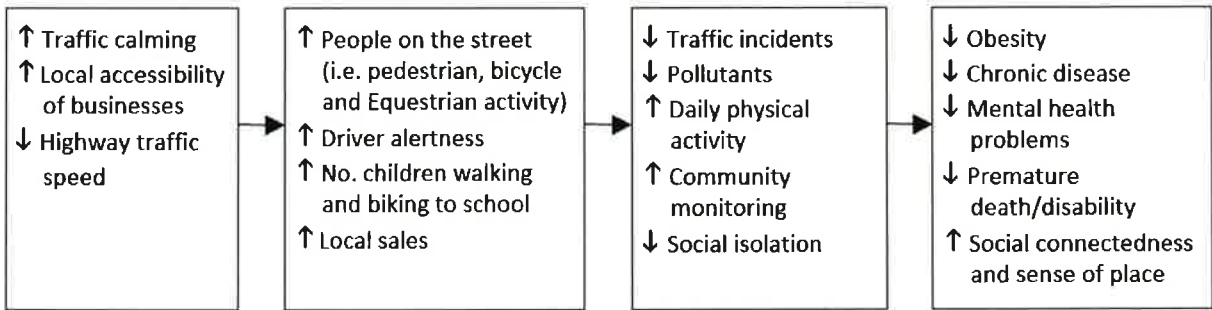 ↑ Traffic calming
↑ Local accessibility
of businesses
↓ Highway traffic
speed
↑ People on the street
(i.e. pedestrian, bicycle
and Equestrian activity)
↑ Driver alertness
↑ No. children walking
and biking to school
↑ Local sales
↓ Traffic incidents
↓ Pollutants
↑ Daily physical
activity
↑ Community
monitoring
↓ Social isolation
↓ Obesity
↓ Chronic disease
↓ Mental health
problems
↓ Premature
death/disability
↑ Social connectedness
and sense of place